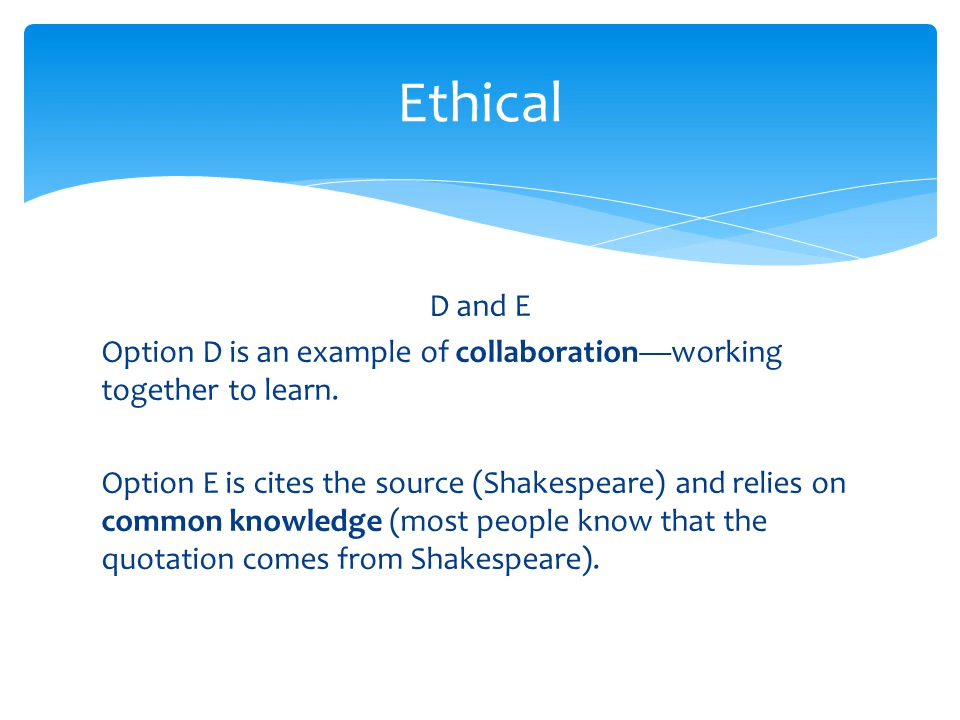 Ethical
D and E
Option D is an example of collaboration—working
together to learn.
Option E is cites the source (Shakespeare) and relies on
common knowledge (most people know that the
quotation comes from Shakespeare).